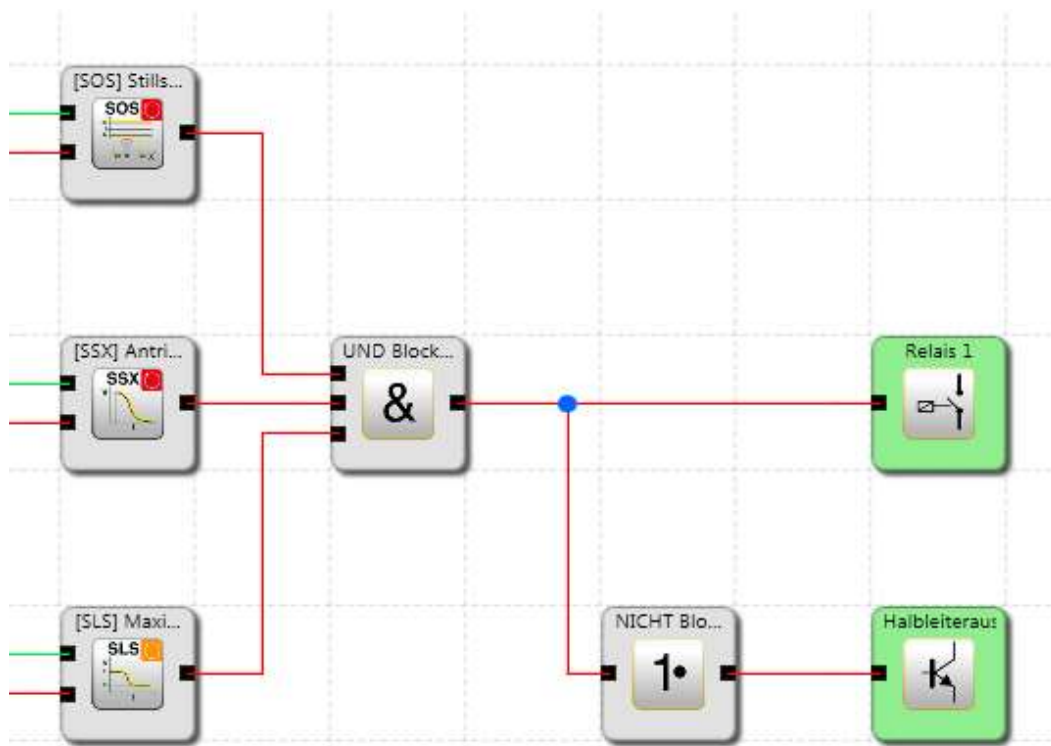 [SOS] Stills...
SOS
[SSX] Antri...
SSX
UND Block...
&
Relais 1
[SLS] Maxi...
SLS
NICHT Blo...
1
Halbleiteraus